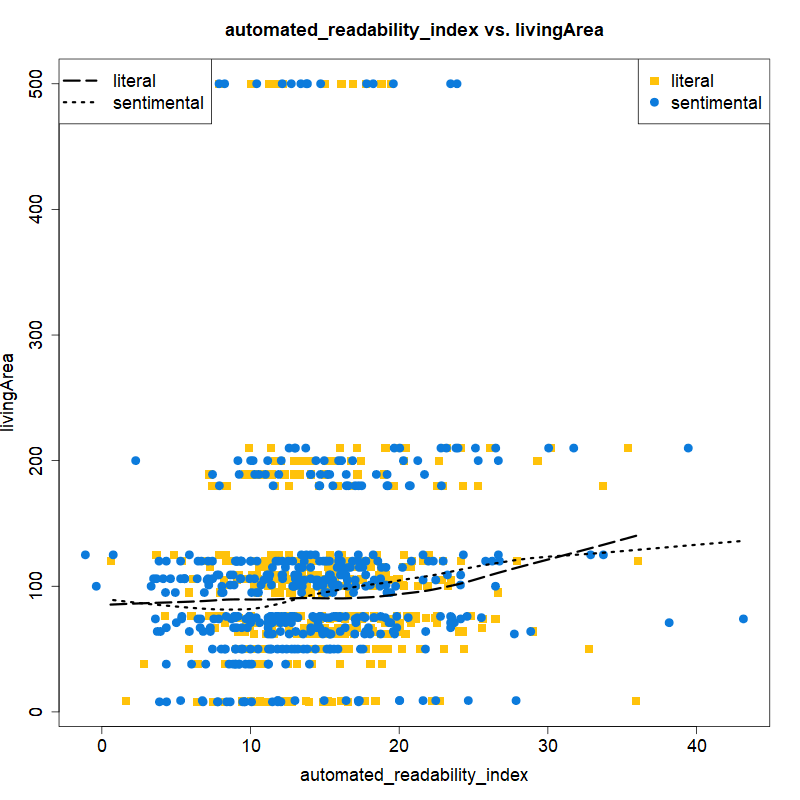 automated_readability_index vs. livingArea
literal
sentimental
literal
sentimental
livingArea
500
400
300
200
100
0
0 10 20 30 40
automated_readability_index